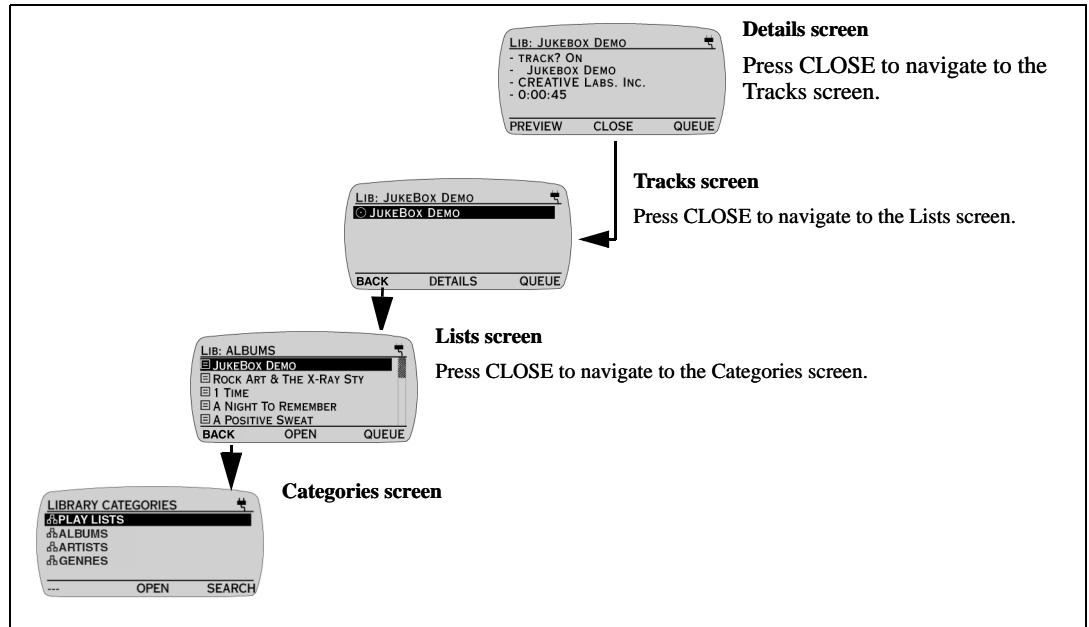 LIB: JUKEBOX DEMO
- TRACK? ON
- JUKEBOX DEMO
- CREATIVE LABS. INC.
- 0:00:45
PREVIEW CLOSE QUEUE
Details screen
Press CLOSE to navigate to the
Tracks screen.
LIB: JUKEBOX DEMO
JUKEBOX DEMO
BACK DETAILS QUEUE
Tracks screen
Press CLOSE to navigate to the Lists screen.
LIB: ALBUMS
JUKEBOX DEMO
ROCK ART & THE X-RAY STY
1 TIME
A NIGHT TO REMEMBER
A POSITIVE SWEAT
BACK OPEN QUEUE
Lists screen
Press CLOSE to navigate to the Categories screen.
LIBRARY CATEGORIES
PLAY LISTS
ALBUMS
ARTISTS
GENRES
--- OPEN SEARCH
Categories screen